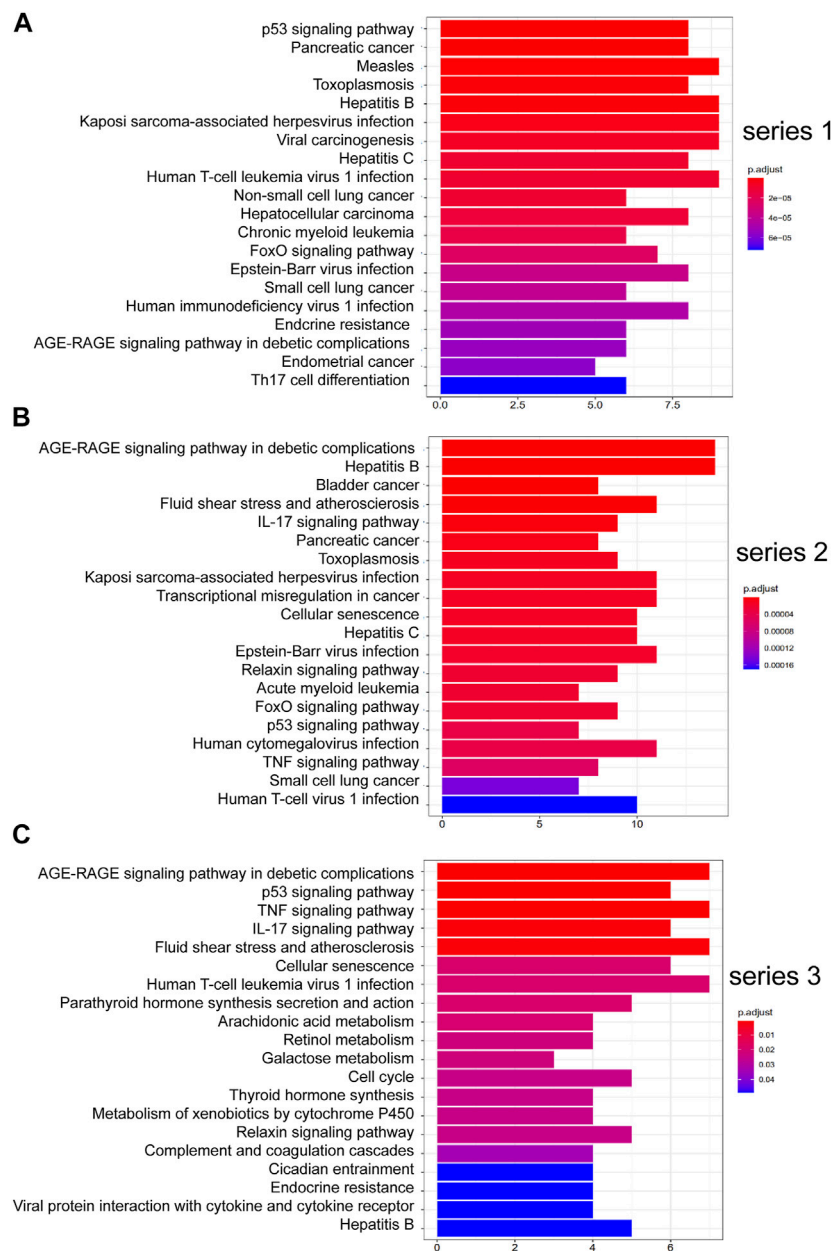 A
p53 signaling pathway
Pancreatic cancer
Measles
Toxoplasmosis
Hepatitis B
Kaposi sarcoma-associated herpesvirus infection
Viral carcinogenesis
Hepatitis C
Human T-cell leukemia virus 1 infection
Non-small cell lung cancer
Hepatocellular carcinoma
Chronic myeloid leukemia
FoxO signaling pathway
Epstein-Barr virus infection
Small cell lung cancer
Human immunodeficiency virus 1 infection
Endcrine resistance
AGE-RAGE signaling pathway in debetic complications
Endometrial cancer
Th17 cell differentiation
0.0 2.5 5.0 7.5
series 1
p.adjust
2e−05
4e−05
6e−05
B
AGE-RAGE signaling pathway in debetic complications
Hepatitis B
Bladder cancer
Fluid shear stress and atheroscierosis
IL-17 signaling pathway
Pancreatic cancer
Toxoplasmosis
Kaposi sarcoma-associated herpesvirus infection
Transcriptional misregulation in cancer
Cellular senescence
Hepatitis C
Epstein-Barr virus infection
Relaxin signaling pathway
Acute myeloid leukemia
FoxO signaling pathway
p53 signaling pathway
Human cytomegalovirus infection
TNF signaling pathway
Small cell lung cancer
Human T-cell virus 1 infection
0 5 10
series 2
p.adjust
0.00004
0.00008
0.00012
0.00016
C
AGE-RAGE signaling pathway in debetic complications
p53 signaling pathway
TNF signaling pathway
IL-17 signaling pathway
Fluid shear stress and atherosclerosis
Cellular senescence
Human T-cell leukemia virus 1 infection
Parathyroid hormone synthesis secretion and action
Arachidonic acid metabolism
Retinol metabolism
Galactose metabolism
Cell cycle
Thyroid hormone synthesis
Metabolism of xenobiotics by cytochrome P450
Relaxin signaling pathway
Complement and coagulation cascades
Cicadian entrainment
Endocrine resistance
Viral protein interaction with cytokine and cytokine receptor
Hepatitis B
0 2 4 6
series 3
p.adjust
0.01
0.02
0.03
0.04